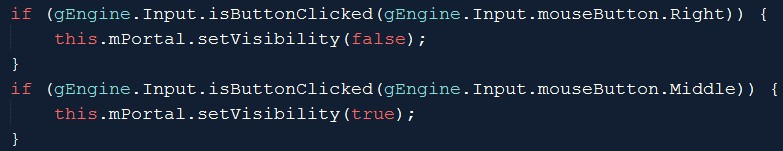 if (gEngine.Input.isButtonClicked(gEngine.Input.mouseButton.Right)) {
    this.mPortal.setVisibility(false);
}
if (gEngine.Input.isButtonClicked(gEngine.Input.mouseButton.Middle)) {
    this.mPortal.setVisibility(true);
}